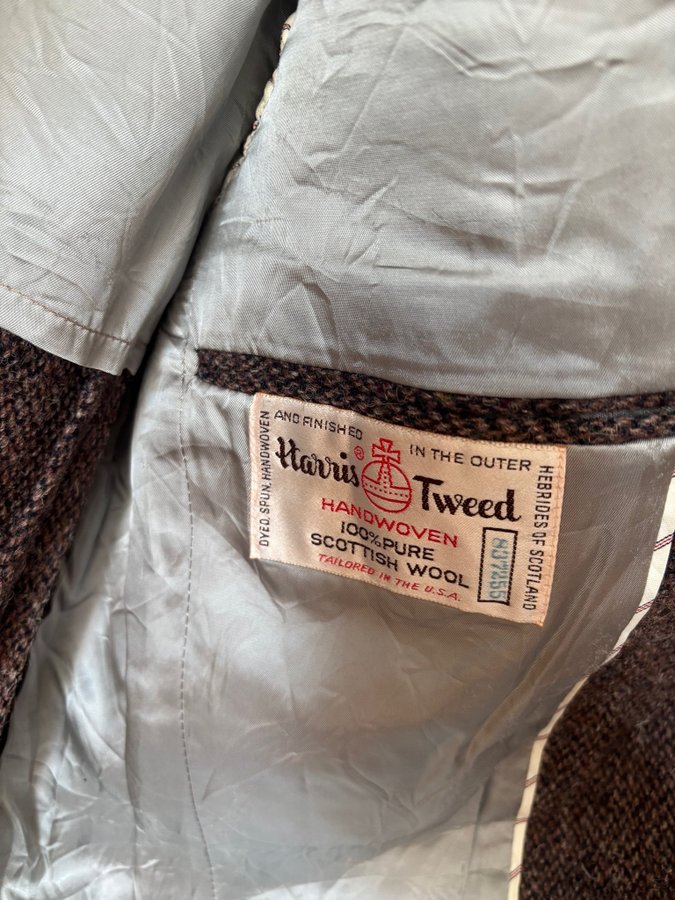 DYED, SPUN, HANDWOVEN
AND FINISHED
IN THE OUTER
HEBRIDES OF SCOTLAND
Harris®
Tweed
HANDWOVEN
100% PURE
SCOTTISH WOOL
TAILORED IN THE U.S.A.
837255